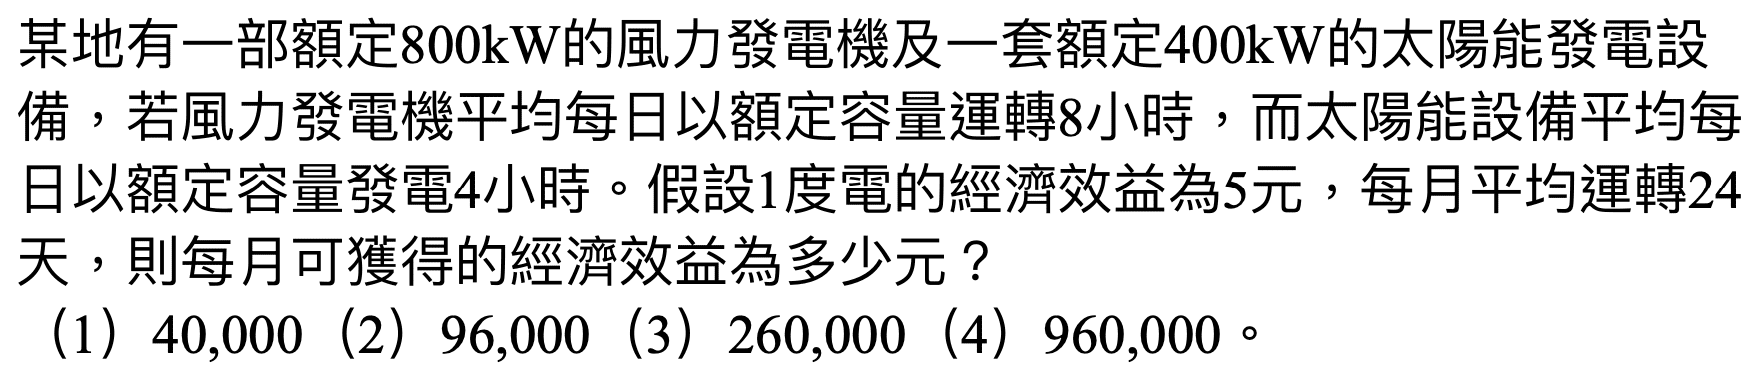 某地有一部額定800kW的風力發電機及一套額定400kW的太陽能發電設
備，若風力發電機平均每日以額定容量運轉8小時，而太陽能設備平均每
日以額定容量發電4小時。假設1度電的經濟效益為5元，每月平均運轉24
天，則每月可獲得的經濟效益為多少元？
（1）40,000（2）96,000（3）260,000（4）960,000。